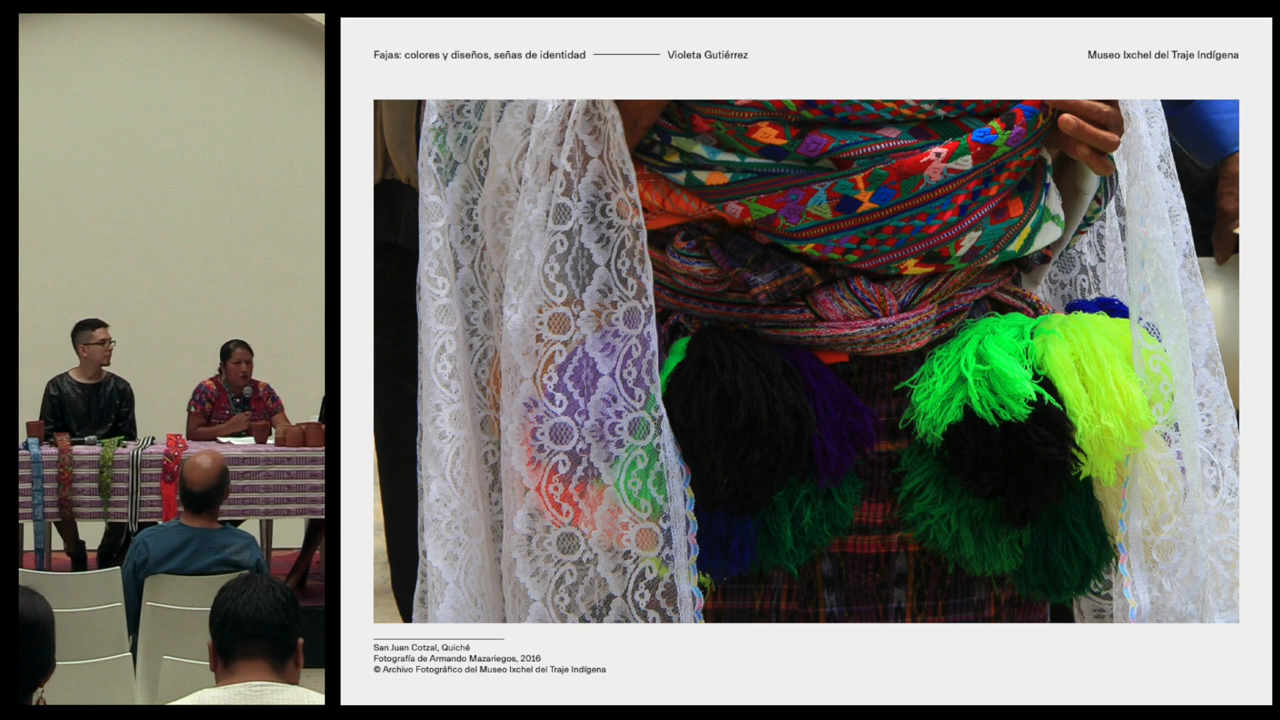 Fajas: colores y diseños, señas de identidad Violeta Gutiérrez Museo Ixchel del Traje Indígena
San Juan Cotzal, Quiché
Fotografía de Armando Mazariegos, 2016
© Archivo Fotográfico del Museo Ixchel del Traje Indígena